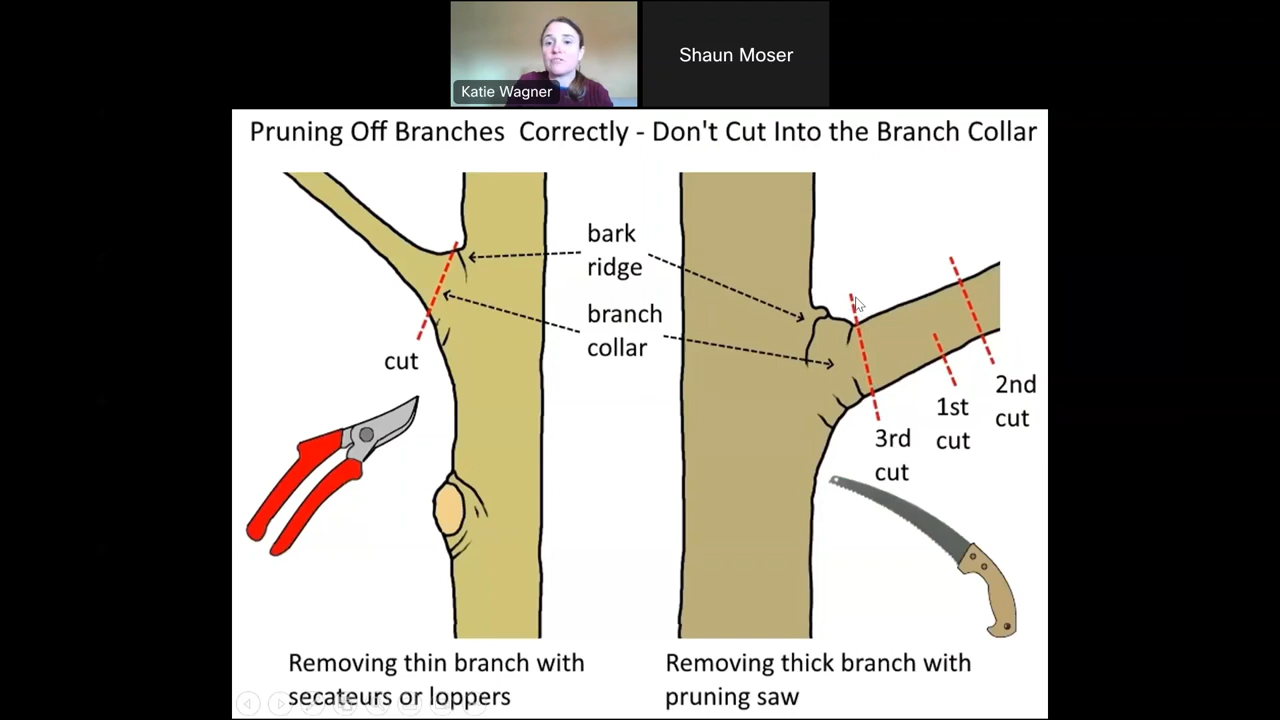 Katie Wagner
Shaun Moser
Pruning Off Branches  Correctly - Don't Cut Into the Branch Collar
bark
ridge
branch
collar
cut
1st
cut
2nd
cut
3rd
cut
Removing thin branch with
secateurs or loppers
Removing thick branch with
pruning saw